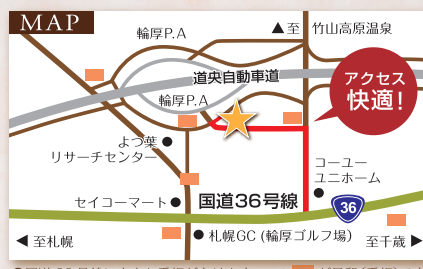 MAP
輪厚P.A
▲至 竹山高原温泉
道央自動車道
アクセス
快適!
輪厚P.A
よつ葉
リサーチセンター
コーユー
ユニホーム
セイコーマート
国道36号線
36
◀至札幌
札幌GC (輪厚ゴルフ場)
至千歳▶